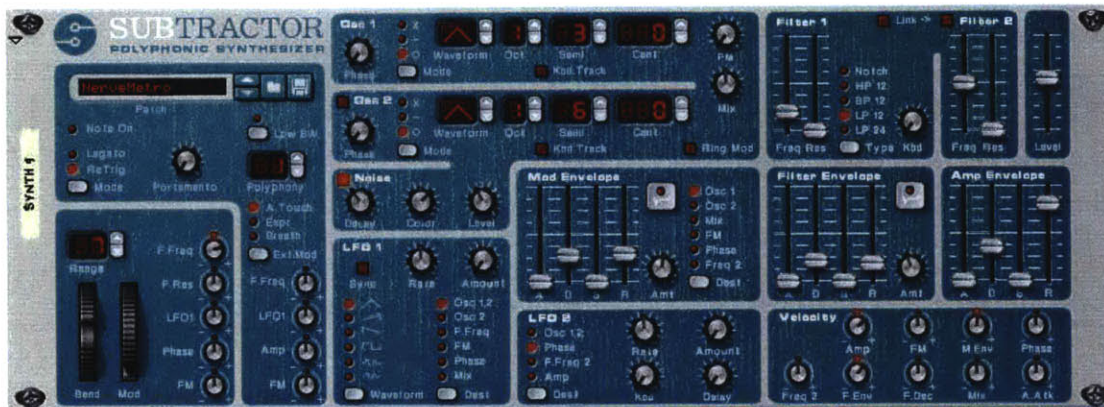 SUBTRACTOR
POLYPHONIC SYNTHESIZER
NerveMetro
Patch
Note On
Low BW
Legato
ReTrig
Mode
Portamento
Polyphony
A.Touch
Expr
Breath
Ext.Mod
SYNTH 1
Range
F.Freq
F.Res
LFO1
Phase
FM
Bend
Mod
F.Freq
LFO1
Amp
FM
Osc 1
Phase
X
-
O
Mode
Waveform
Oct
1
Semi
3
Cent
0
Kbd.Track
FM
Osc 2
Phase
X
-
O
Mode
Waveform
Oct
1
Semi
6
Cent
0
Kbd.Track
Mix
Ring Mod
Noise
Decay
Color
Level
LFO 1
Sync
Rate
Amount
Osc 1,2
Osc 2
F.Freq
FM
Phase
Mix
Waveform
Dest
Mod Envelope
A D S R
Amt
Osc 1
Osc 2
Mix
FM
Phase
Freq 2
Dest
LFO 2
Osc 1,2
Phase
F.Freq 2
Amp
Dest
Rate
Amount
Kbd
Delay
Filter 1
Link ->
Filter 2
Freq Res
Notch
HP 12
BP 12
LP 12
LP 24
Type
Kbd
Freq Res
Level
Filter Envelope
A D S R
Amt
Amp Envelope
A D S R
Velocity
Amp
FM
M.Env
Phase
Freq 2
F.Env
F.Dec
Mix
A.Atk